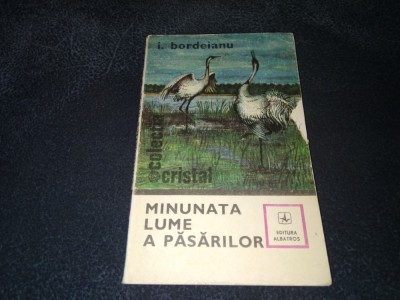 i. bordeianu
colecția
cristal
MINUNATA
LUME
A PĂSĂRILOR
EDITURA
ALBATROS